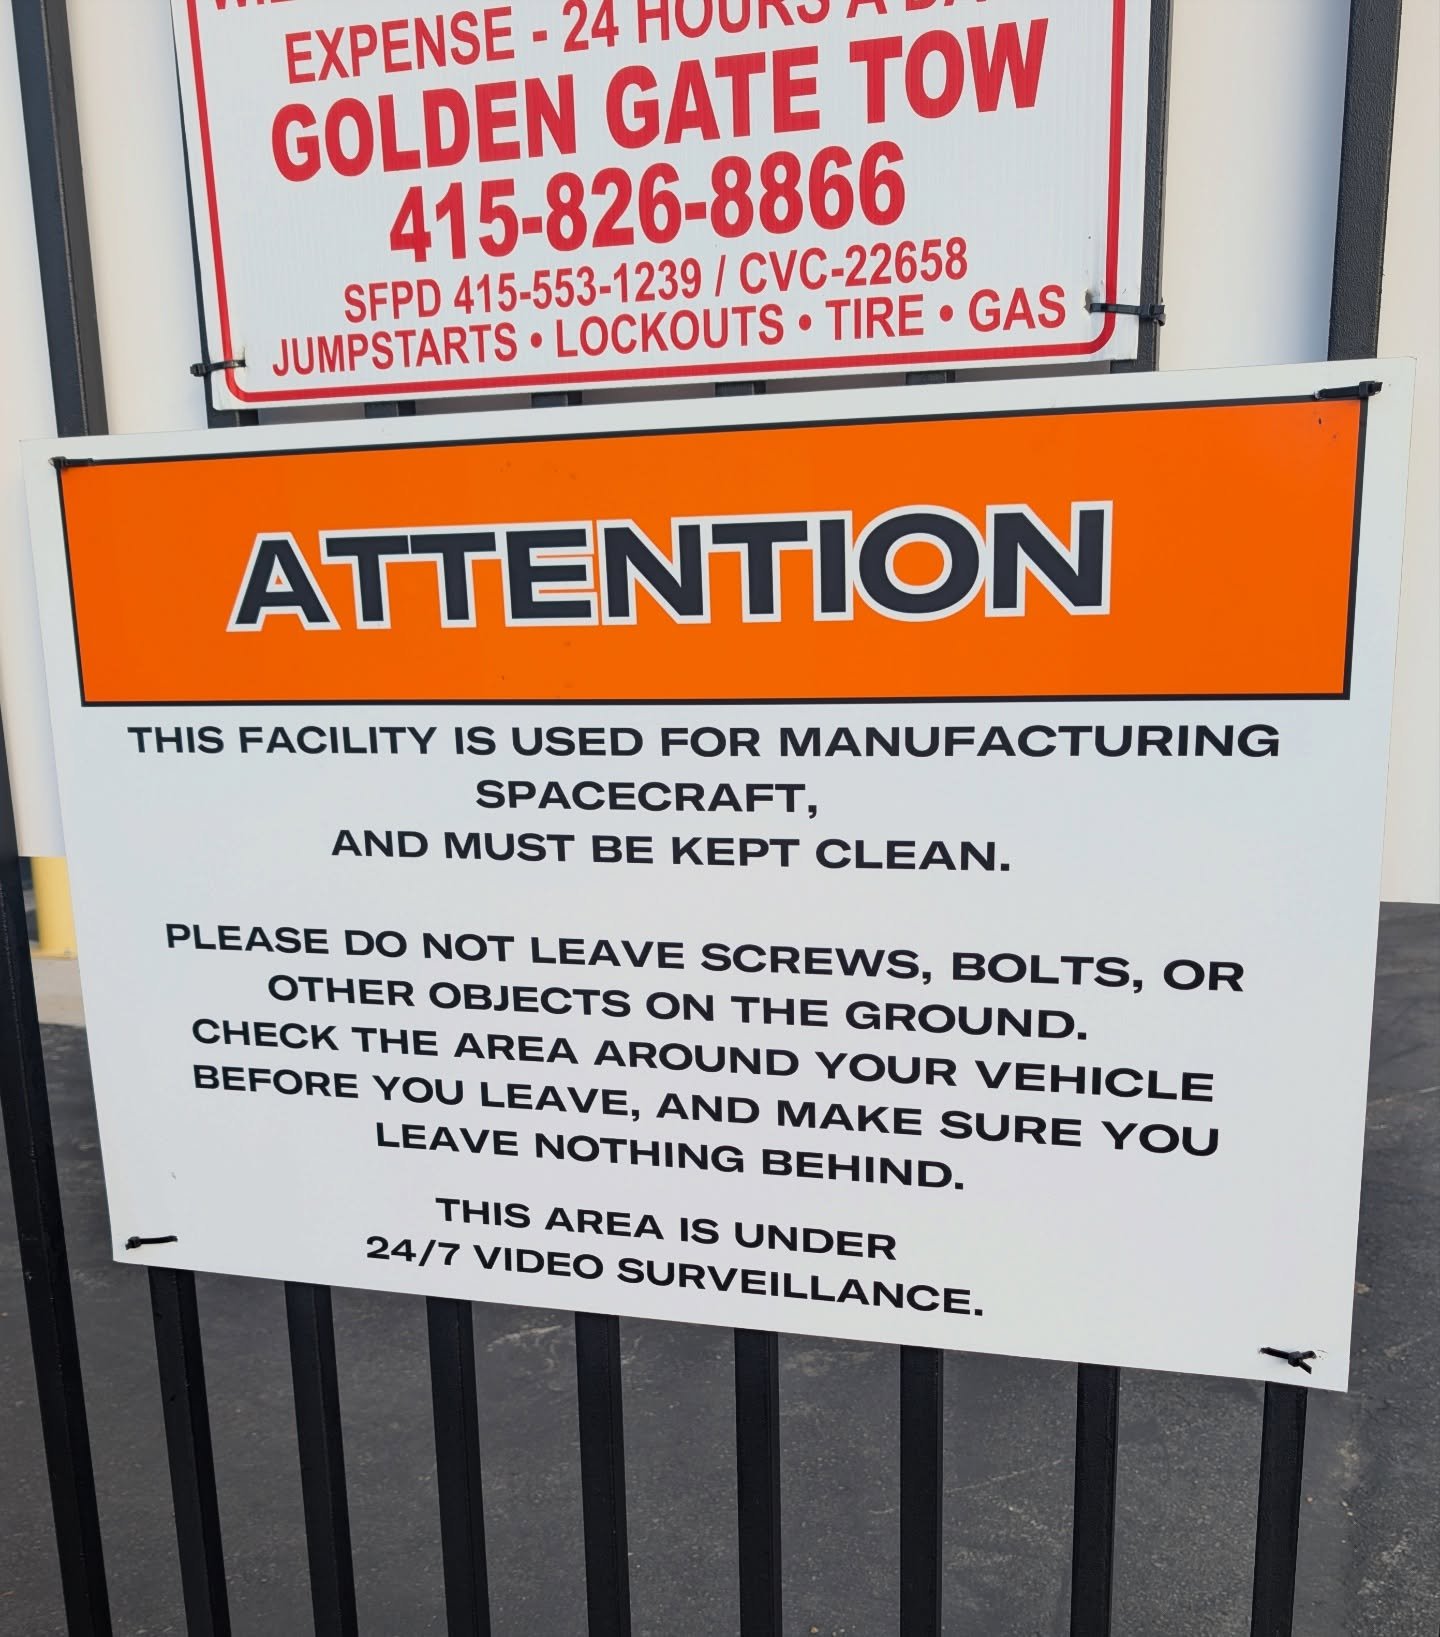 EXPENSE - 24 HOURS A DAY
GOLDEN GATE TOW
415-826-8866
SFPD 415-553-1239 / CVC-22658
JUMPSTARTS • LOCKOUTS • TIRE • GAS
ATTENTION
THIS FACILITY IS USED FOR MANUFACTURING
SPACECRAFT,
AND MUST BE KEPT CLEAN.
PLEASE DO NOT LEAVE SCREWS, BOLTS, OR
OTHER OBJECTS ON THE GROUND.
CHECK THE AREA AROUND YOUR VEHICLE
BEFORE YOU LEAVE, AND MAKE SURE YOU
LEAVE NOTHING BEHIND.
THIS AREA IS UNDER
24/7 VIDEO SURVEILLANCE.